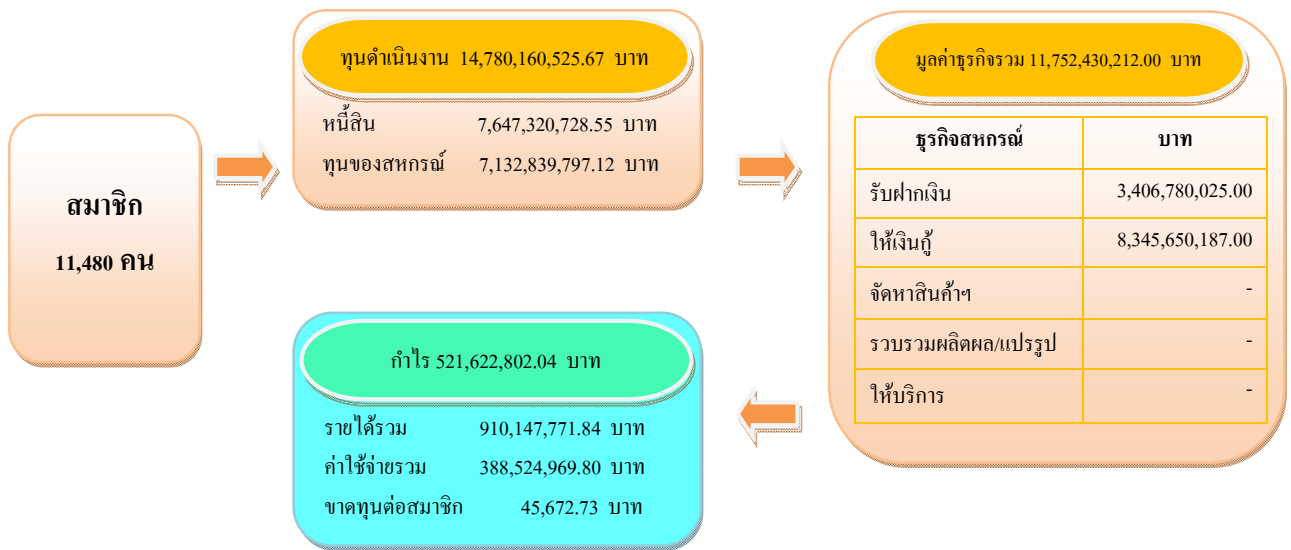 สมาชิก
11,480 คน
ทุนดำเนินงาน 14,780,160,525.67 บาท
หนี้สิน 7,647,320,728.55 บาท
ทุนของสหกรณ์ 7,132,839,797.12 บาท
มูลค่าธุรกิจรวม 11,752,430,212.00 บาท
ธุรกิจสหกรณ์ บาท
รับฝากเงิน 3,406,780,025.00
ให้เงินกู้ 8,345,650,187.00
จัดหาสินค้าฯ -
รวบรวมผลิตผล/แปรรูป -
ให้บริการ -
กำไร 521,622,802.04 บาท
รายได้รวม 910,147,771.84 บาท
ค่าใช้จ่ายรวม 388,524,969.80 บาท
ขาดทุนต่อสมาชิก 45,672.73 บาท